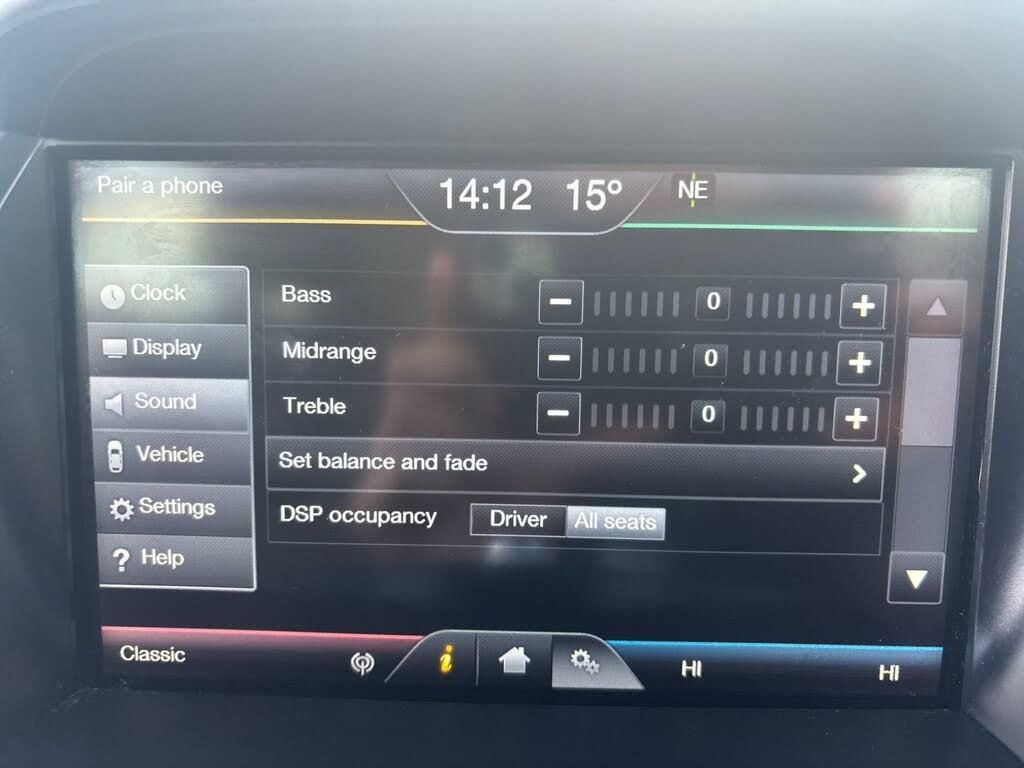 Pair a phone
14:12 15° NE
Clock
Display
Sound
Vehicle
Settings
Help
Bass − 0 +
Midrange − 0 +
Treble − 0 +
Set balance and fade >
DSP occupancy Driver All seats
Classic
i
HI HI